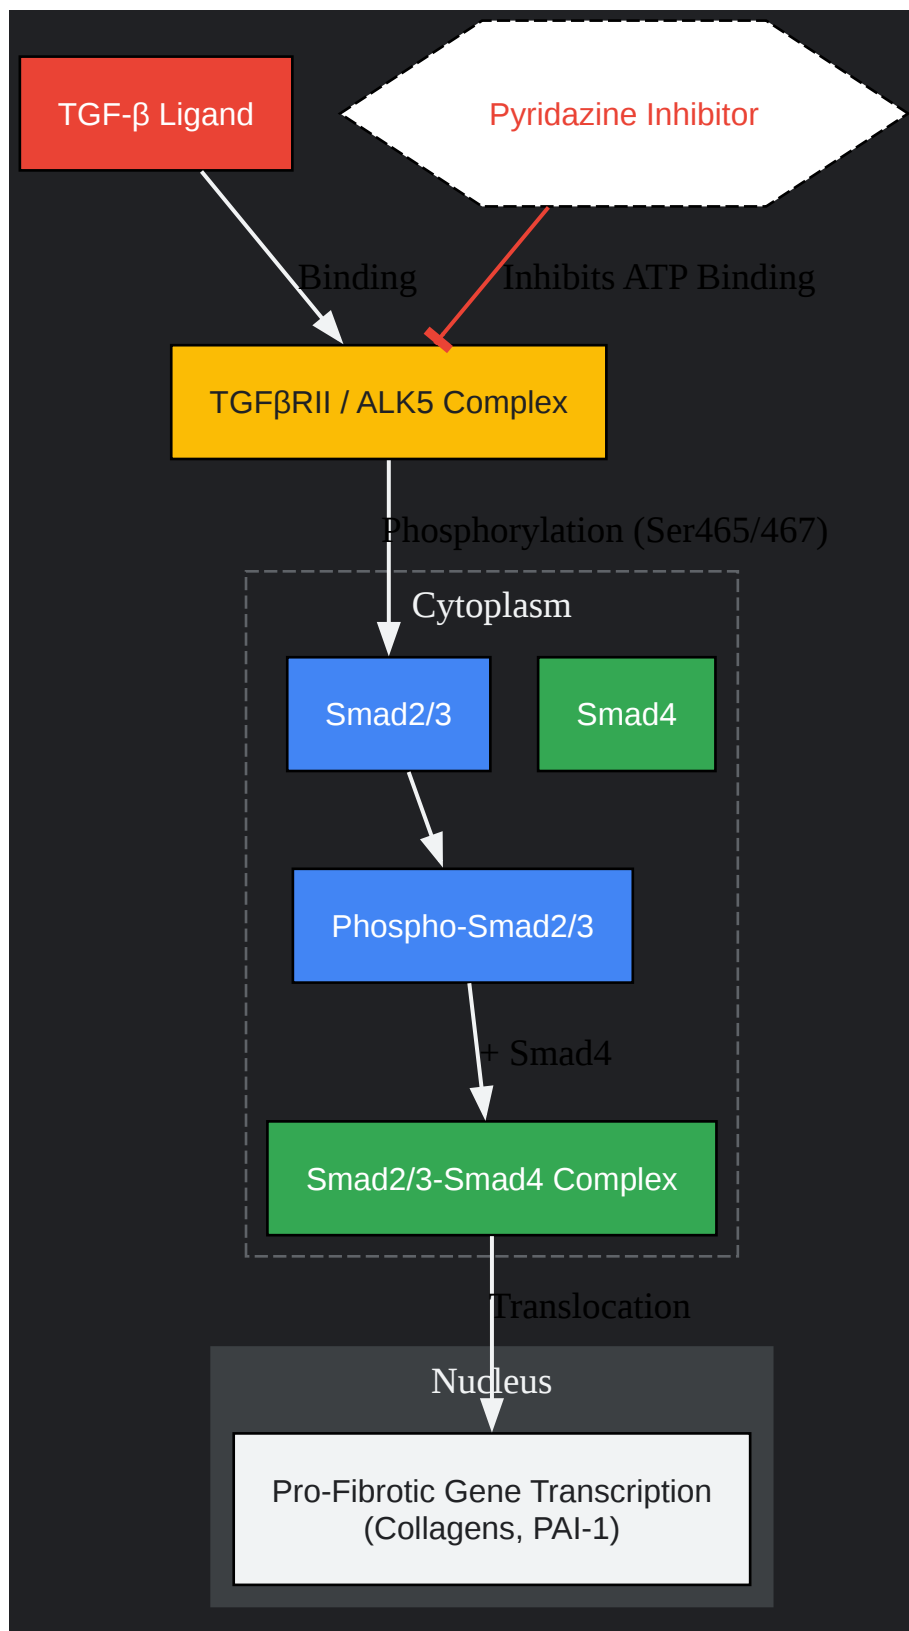 TGF-β Ligand
Pyridazine Inhibitor
Binding
Inhibits ATP Binding
TGFβRII / ALK5 Complex
Phosphorylation (Ser465/467)
Cytoplasm
Smad2/3
Smad4
Phospho-Smad2/3
+ Smad4
Smad2/3-Smad4 Complex
Translocation
Nucleus
Pro-Fibrotic Gene Transcription
(Collagens, PAI-1)